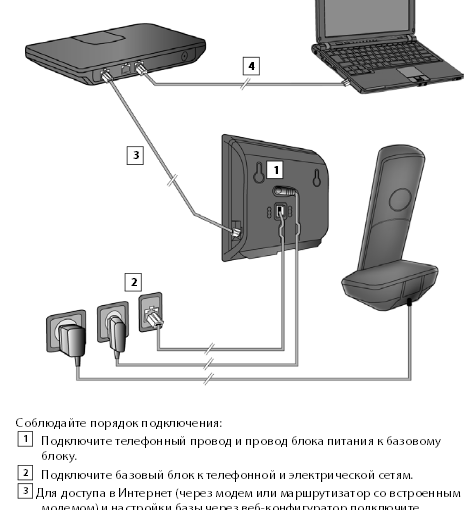 4
3
1
2
Соблюдайте порядок подключения:
1 Подключите телефонный провод и провод блока питания к базовому
блоку.
2 Подключите базовый блок к телефонной и электрической сетям.
3 Для доступа в Интернет (через модем или маршрутизатор со встроенным
модемом) и настройки базы через веб-конфигуратор подключите